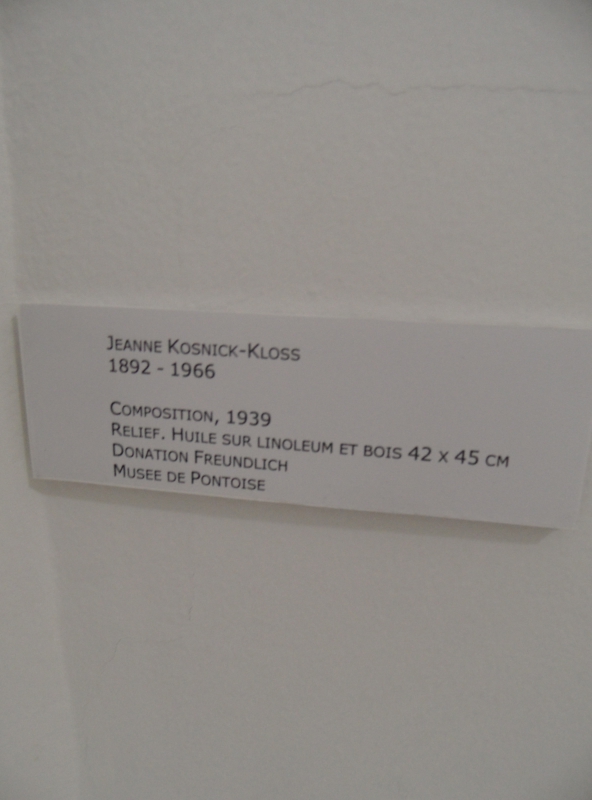 JEANNE KOSNICK-KLOSS
1892 - 1966
COMPOSITION, 1939
RELIEF. HUILE SUR LINOLEUM ET BOIS 42 X 45 CM
DONATION FREUNDLICH
MUSEE DE PONTOISE